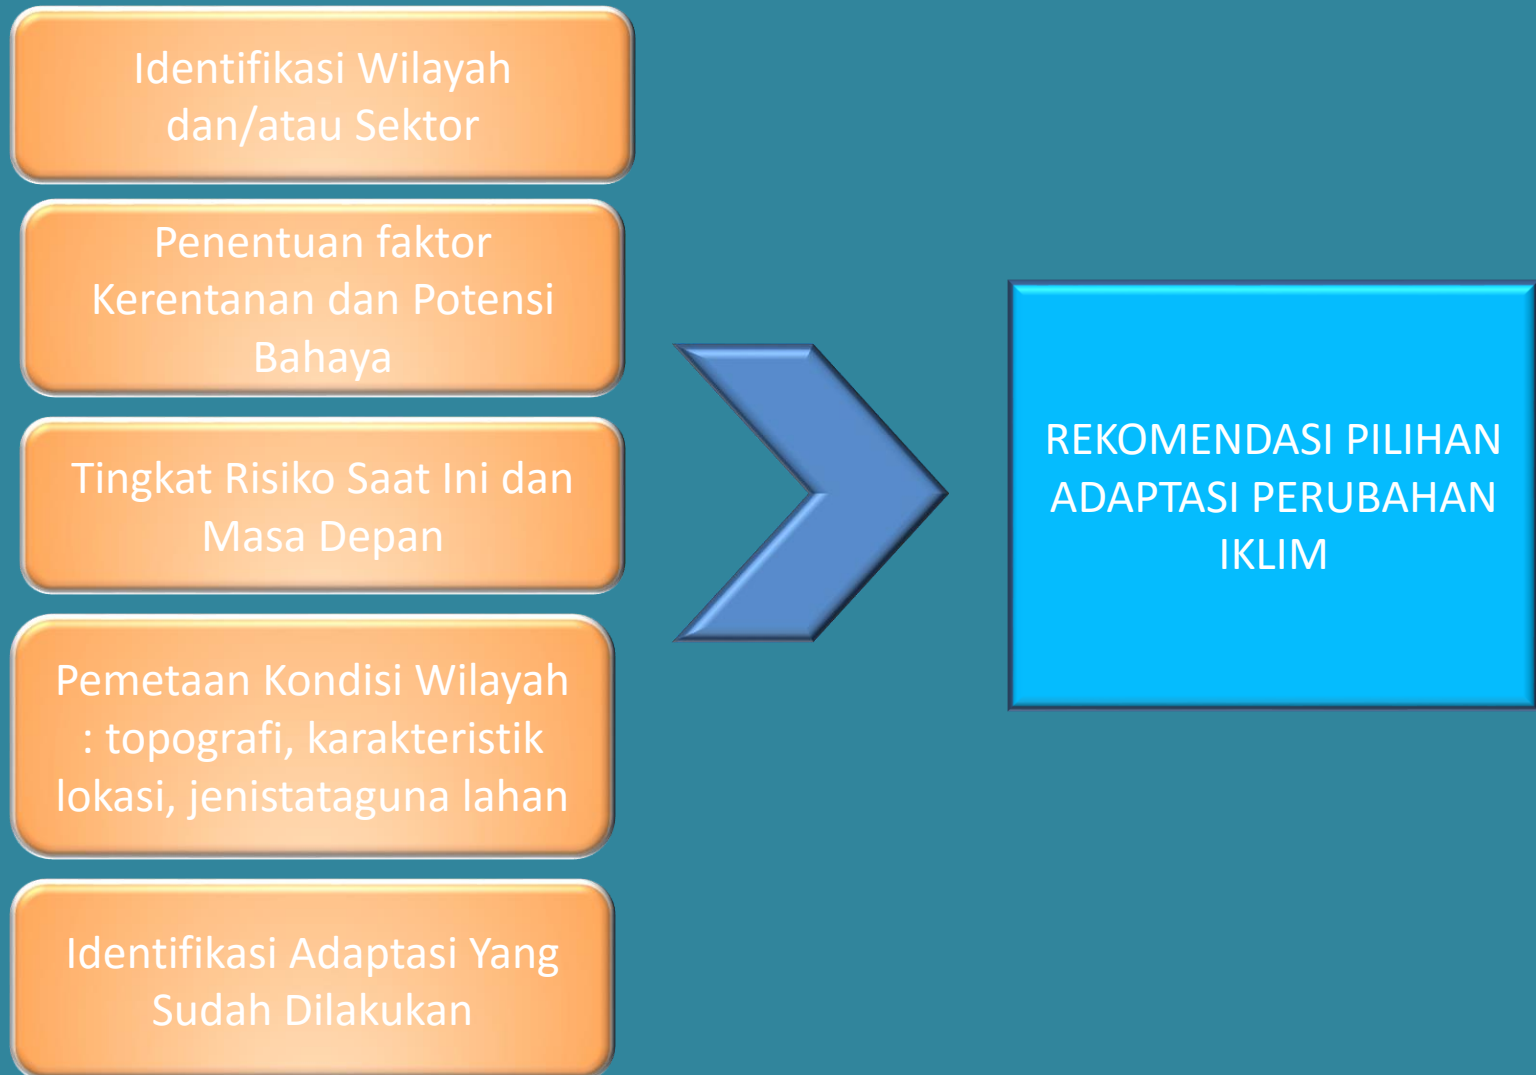 Identifikasi Wilayah
dan/atau Sektor
Penentuan faktor
Kerentanan dan Potensi
Bahaya
Tingkat Risiko Saat Ini dan
Masa Depan
Pemetaan Kondisi Wilayah
: topografi, karakteristik
lokasi, jenistataguna lahan
Identifikasi Adaptasi Yang
Sudah Dilakukan
REKOMENDASI PILIHAN
ADAPTASI PERUBAHAN
IKLIM